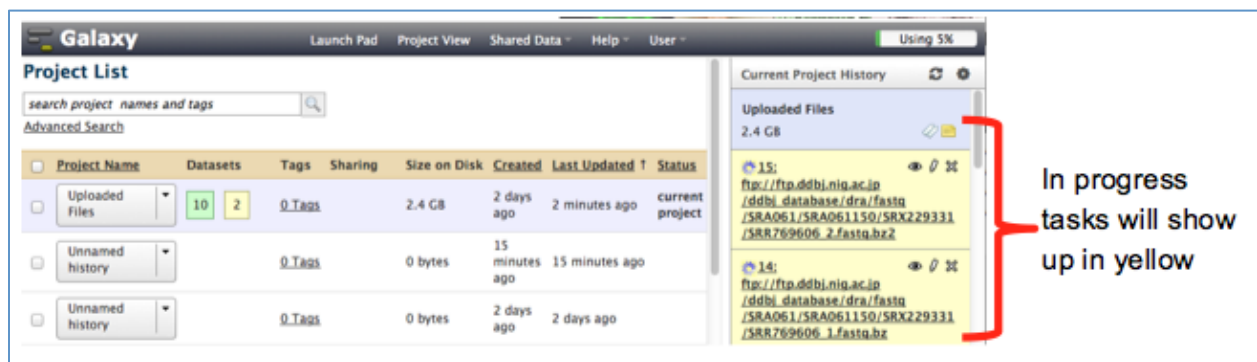 Galaxy
Launch Pad Project View Shared Data Help User
Using 5%
Project List
search project names and tags
Advanced Search
Project Name Datasets Tags Sharing Size on Disk Created Last Updated ↑ Status
Uploaded Files 10 2 0 Tags 2.4 GB 2 days ago 2 minutes ago current project
Unnamed history 0 Tags 0 bytes 15 minutes ago 15 minutes ago
Unnamed history 0 Tags 0 bytes 2 days ago 2 days ago
Current Project History
Uploaded Files
2.4 GB
15:
ftp://ftp.ddbj.nig.ac.jp
/ddbj_database/dra/fastq
/SRA061/SRA061150/SRX229331
/SRR769606_2.fastq.bz2
14:
ftp://ftp.ddbj.nig.ac.jp
/ddbj_database/dra/fastq
/SRA061/SRA061150/SRX229331
/SRR769606_1.fastq.bz
In progress
tasks will show
up in yellow